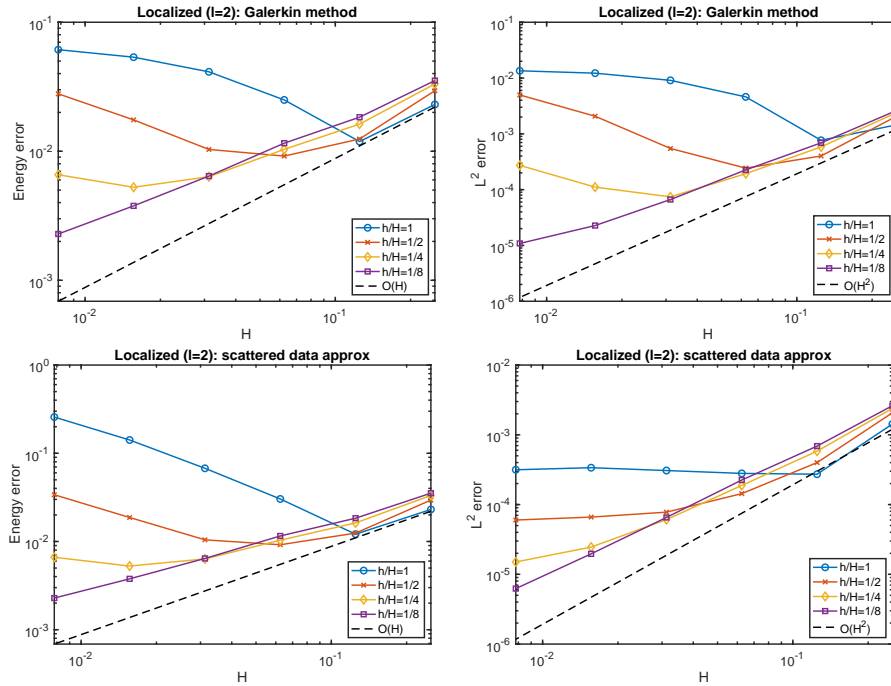 Localized (l=2): Galerkin method
10^-1
10^-2
10^-3
Energy error
10^-2
10^-1
H
h/H=1
h/H=1/2
h/H=1/4
h/H=1/8
O(H)
Localized (l=2): Galerkin method
10^-1
10^-2
10^-3
10^-4
10^-5
10^-6
L^2 error
10^-2
10^-1
H
h/H=1
h/H=1/2
h/H=1/4
h/H=1/8
O(H^2)
Localized (l=2): scattered data approx
10^0
10^-1
10^-2
10^-3
Energy error
10^-2
10^-1
H
h/H=1
h/H=1/2
h/H=1/4
h/H=1/8
O(H)
Localized (l=2): scattered data approx
10^-2
10^-3
10^-4
10^-5
10^-6
L^2 error
10^-2
10^-1
H
h/H=1
h/H=1/2
h/H=1/4
h/H=1/8
O(H^2)